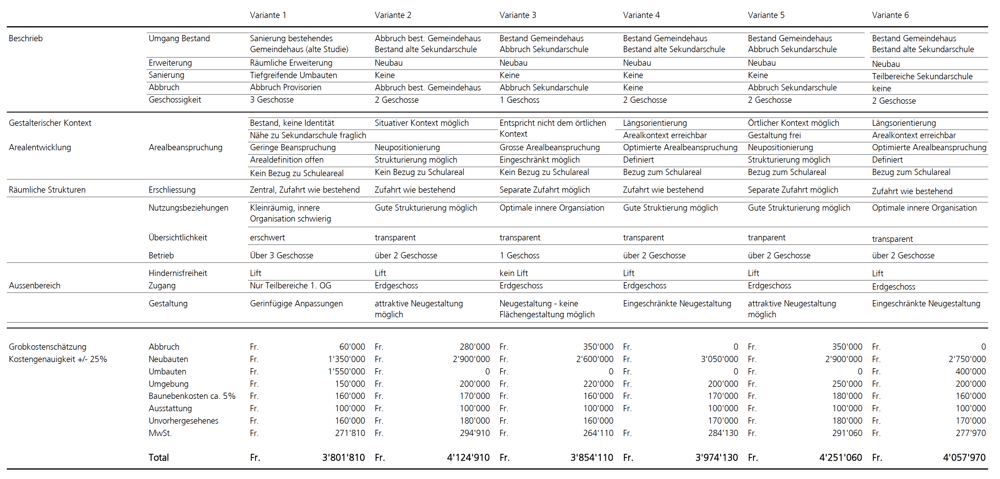 Variante 1 Variante 2 Variante 3 Variante 4 Variante 5 Variante 6
Beschrieb Umgang Bestand Sanierung bestehendes Abbruch best. Gemeindehaus Bestand Gemeindehaus Bestand Gemeindehaus Bestand Gemeindehaus Bestand Gemeindehaus
Gemeindehaus (alte Studie) Bestand alte Sekundarschule Abbruch Sekundarschule Bestand alte Sekundarschule Abbruch Sekundarschule Bestand alte Sekundarschule
Erweiterung Räumliche Erweiterung Neubau Neubau Neubau Neubau Neubau
Sanierung Tiefgreifende Umbauten Keine Keine Keine Keine Teilbereiche Sekundarschule
Abbruch Abbruch Provisorien Abbruch best. Gemeindehaus Abbruch Sekundarschule Keine Abbruch Sekundarschule keine
Geschossigkeit 3 Geschosse 2 Geschosse 1 Geschoss 2 Geschosse 2 Geschosse 2 Geschosse
Gestalterischer Kontext Bestand, keine Identität Situativer Kontext möglich Entspricht nicht dem örtlichen Längsorientierung Örtlicher Kontext möglich Längsorientierung
Nähe zu Sekundarschule fraglich Kontext Arealkontext erreichbar Gestaltung frei Arealkontext erreichbar
Arealentwicklung Arealbeanspruchung Geringe Beanspruchung Neupositionierung Grosse Arealbeanspruchung Optimierte Arealbeanspruchung Neupositionierung Optimierte Arealbeanspruchung
Arealdefinition offen Strukturierung möglich Eingeschränkt möglich Definiert Strukturierung möglich Definiert
Kein Bezug zu Schuleareal Kein Bezug zu Schulareal Kein Bezug zu Schulareal Bezug zum Schulareal Bezug zum Schulareal Bezug zum Schulareal
Räumliche Strukturen Erschliessung Zentral, Zufahrt wie bestehend Zufahrt wie bestehend Separate Zufahrt möglich Zufahrt wie bestehend Separate Zufahrt möglich Zufahrt wie bestehend
Nutzungsbeziehungen Kleinräumig, innere Gute Strukturierung möglich Optimale innere Organsiation Gute Struktierung möglich Gute Strukturierung möglich Optimale innere Organisation
Organisation schwierig
Übersichtlichkeit erschwert transparent transparent transparent tranparent transparent
Betrieb Über 3 Geschosse über 2 Geschosse 1 Geschoss über 2 Geschosse über 2 Geschosse über 2 Geschosse
Hindernisfreiheit Lift Lift kein Lift Lift Lift Lift
Aussenbereich Zugang Nur Teilbereiche 1. OG Erdgeschoss Erdgeschoss Erdgeschoss Erdgeschoss Erdgeschoss
Gestaltung Gerinfügige Anpassungen attraktive Neugestaltung Neugestaltung - keine Eingeschränkte Neugestaltung attraktive Neugestaltung Eingeschränkte Neugestaltung
möglich Flächengestaltung möglich möglich
Grobkostenschätzung Abbruch Fr. 60'000 Fr. 280'000 Fr. 350'000 Fr. 0 Fr. 350'000 Fr. 0
Kostengenauigkeit +/- 25% Neubauten Fr. 1'350'000 Fr. 2'900'000 Fr. 2'600'000 Fr. 3'050'000 Fr. 2'900'000 Fr. 2'750'000
Umbauten Fr. 1'550'000 Fr. 0 Fr. 0 Fr. 0 Fr. 0 Fr. 400'000
Umgebung Fr. 150'000 Fr. 200'000 Fr. 220'000 Fr. 200'000 Fr. 250'000 Fr. 200'000
Baunebenkosten ca. 5% Fr. 160'000 Fr. 170'000 Fr. 160'000 Fr. 170'000 Fr. 180'000 Fr. 160'000
Ausstattung Fr. 100'000 Fr. 100'000 Fr. 100'000 Fr. 100'000 Fr. 100'000 Fr. 100'000
Unvorhergesehenes Fr. 160'000 Fr. 180'000 Fr. 160'000 170'000 Fr. 180'000 Fr. 170'000
MwSt. Fr. 271'810 Fr. 294'910 Fr. 264'110 Fr. 284'130 Fr. 291'060 Fr. 277'970
Total Fr. 3'801'810 Fr. 4'124'910 Fr. 3'854'110 Fr. 3'974'130 Fr. 4'251'060 Fr. 4'057'970